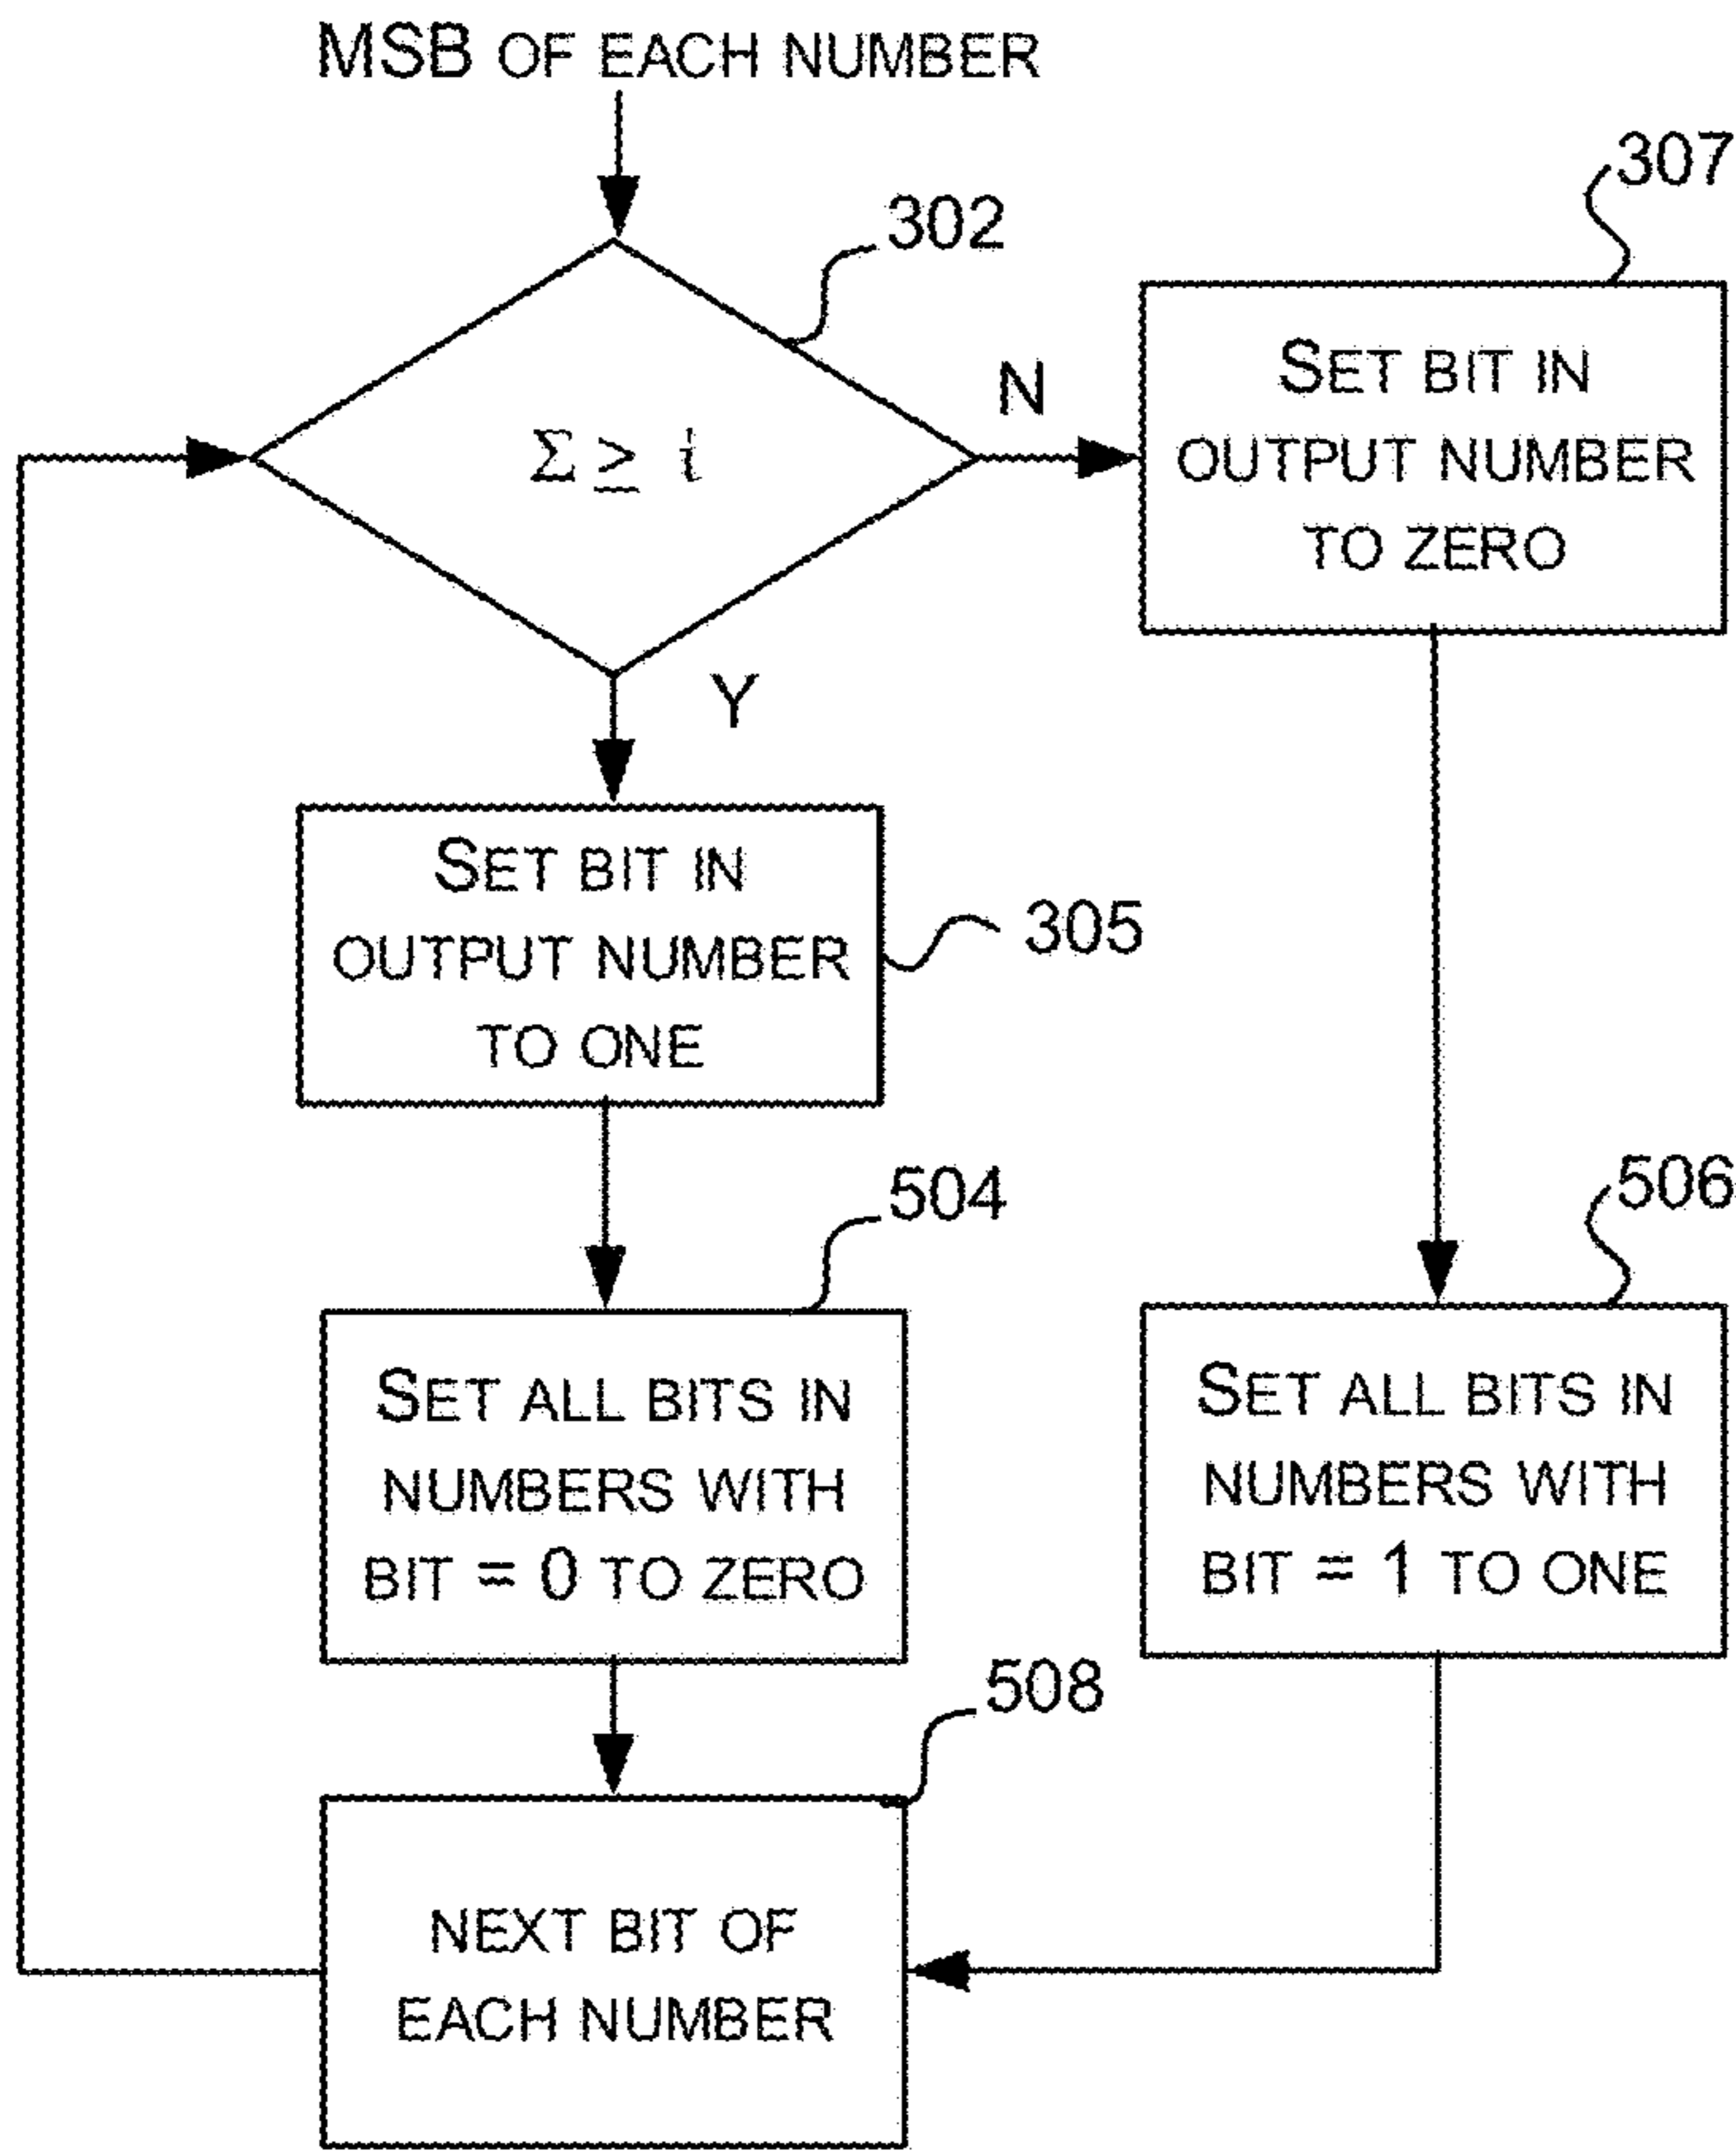 MSB OF EACH NUMBER
302
307
Σ ≥ i
N
SET BIT IN
OUTPUT NUMBER
TO ZERO
Y
SET BIT IN
OUTPUT NUMBER
TO ONE
305
504
506
SET ALL BITS IN
NUMBERS WITH
BIT = 0 TO ZERO
SET ALL BITS IN
NUMBERS WITH
BIT = 1 TO ONE
508
NEXT BIT OF
EACH NUMBER